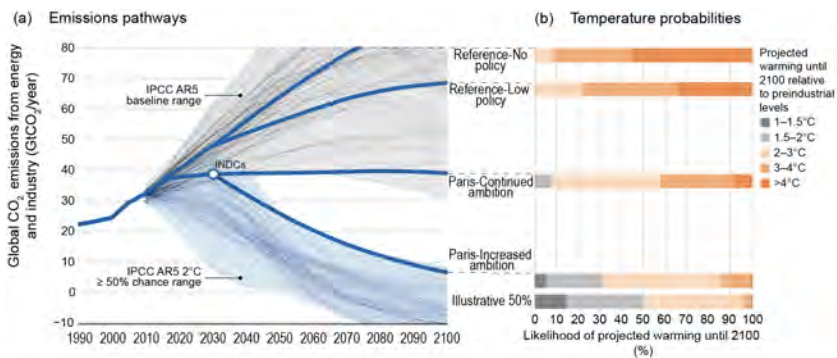 (a) Emissions pathways
Global CO₂ emissions from energy
and industry (GtCO₂/year)
80
70
60
50
40
30
20
10
0
−10
IPCC AR5
baseline range
INDCs
IPCC AR5 2°C
≥ 50% chance range
1990 2000 2010 2020 2030 2040 2050 2060 2070 2080 2090 2100
(b) Temperature probabilities
Reference-No
policy
Reference-Low
policy
Paris-Continued
ambition
Paris-Increased
ambition
Illustrative 50%
0 10 20 30 40 50 60 70 80 90 100
Likelihood of projected warming until 2100
(%)
Projected
warming until
2100 relative
to preindustrial
levels
1–1.5°C
1.5–2°C
2–3°C
3–4°C
>4°C